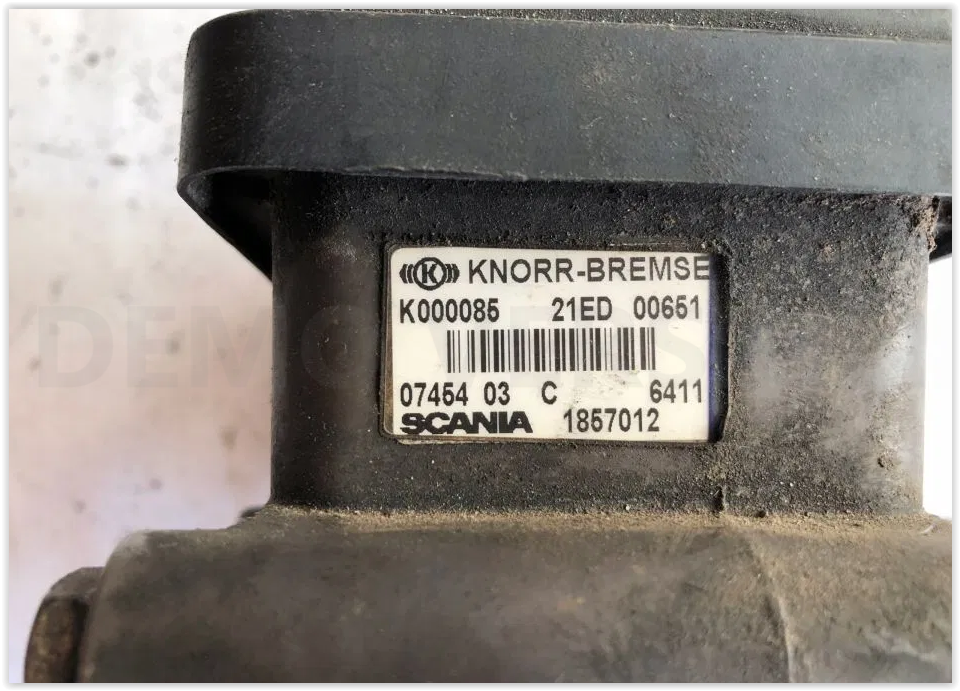 K KNORR-BREMSE
K000085 21ED 00651
07454 03 C 6411
SCANIA 1857012